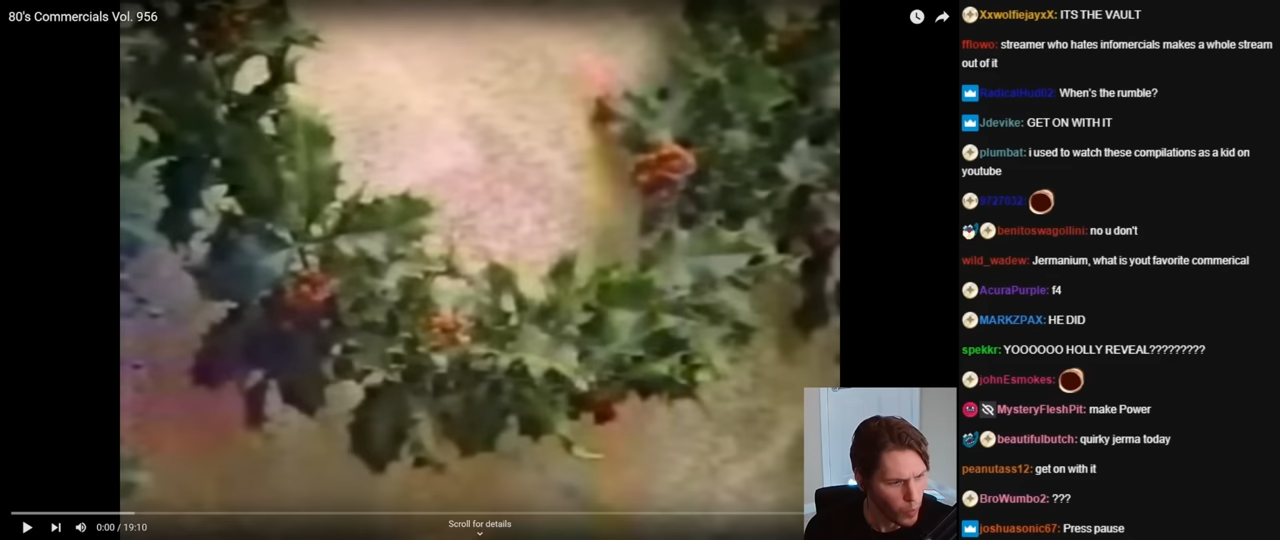 80's Commercials Vol. 956
0:00 / 19:10
Scroll for details
XxwolfiejayxX: ITS THE VAULT
fflowo: streamer who hates infomercials makes a whole stream
out of it
RadicalHud02: When's the rumble?
Jdevike: GET ON WITH IT
plumbat: i used to watch these compilations as a kid on
youtube
9727032:
benitoswagollini: no u don't
wild_wadew: Jermanium, what is yout favorite commerical
AcuraPurple: f4
MARKZPAX: HE DID
spekkr: YOOOOOO HOLLY REVEAL?????????
johnEsmokes:
MysteryFleshPit: make Power
beautifulbutch: quirky jerma today
peanutass12: get on with it
BroWumbo2: ???
joshuasonic67: Press pause